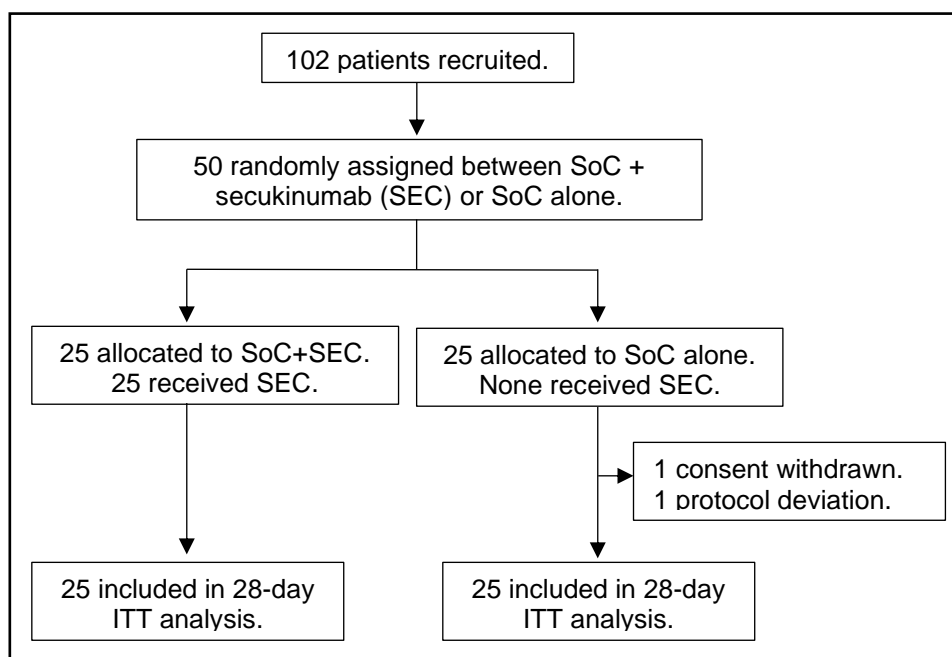 102 patients recruited.
50 randomly assigned between SoC +
secukinumab (SEC) or SoC alone.
25 allocated to SoC+SEC.
25 received SEC.
25 allocated to SoC alone.
None received SEC.
1 consent withdrawn.
1 protocol deviation.
25 included in 28-day
ITT analysis.
25 included in 28-day
ITT analysis.